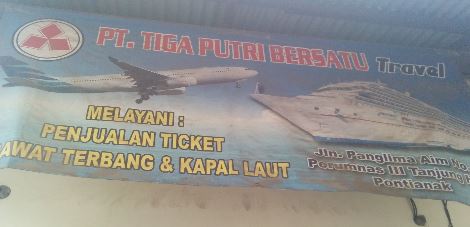 PT. TIGA PUTRI BERSATU Travel
MELAYANI :
PENJUALAN TICKET
AWAT TERBANG & KAPAL LAUT
Jln. Panglima Aim No.
Perumnas III Tanjung
Pontianak